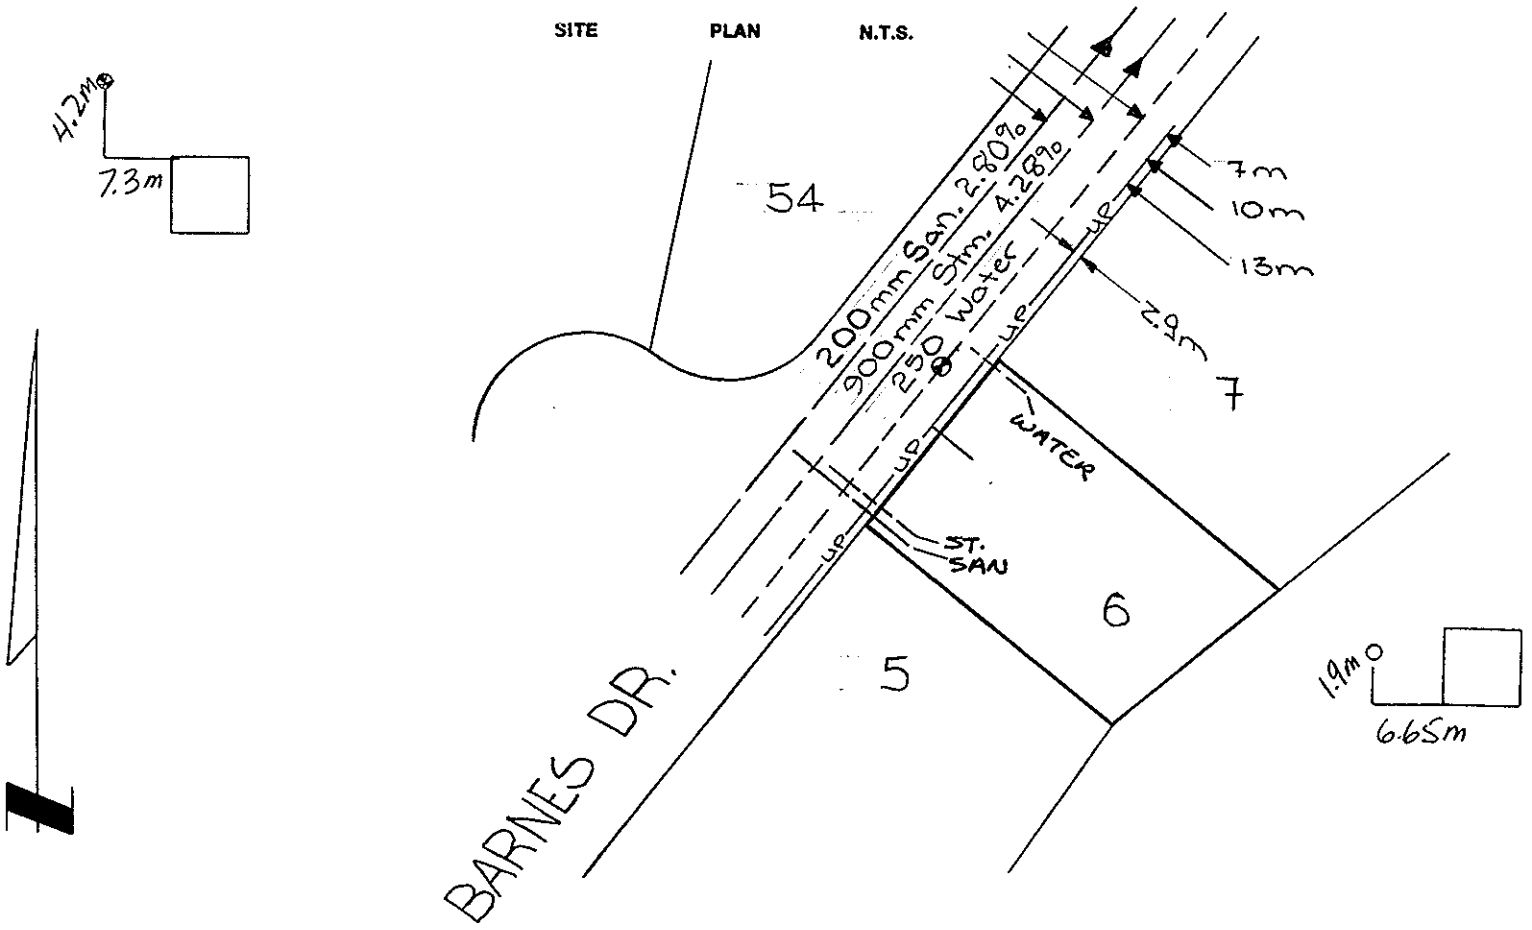 SITE PLAN N.T.S.
4.2m
7.3m
54
200mm San. 2.80%
900mm Stm. 4.28%
250 Water
7m
10m
13m
UP
UP
UP
UP
2.9m
7
WATER
ST.
SAN
6
5
1.9m
6.65m
BARNES DR.